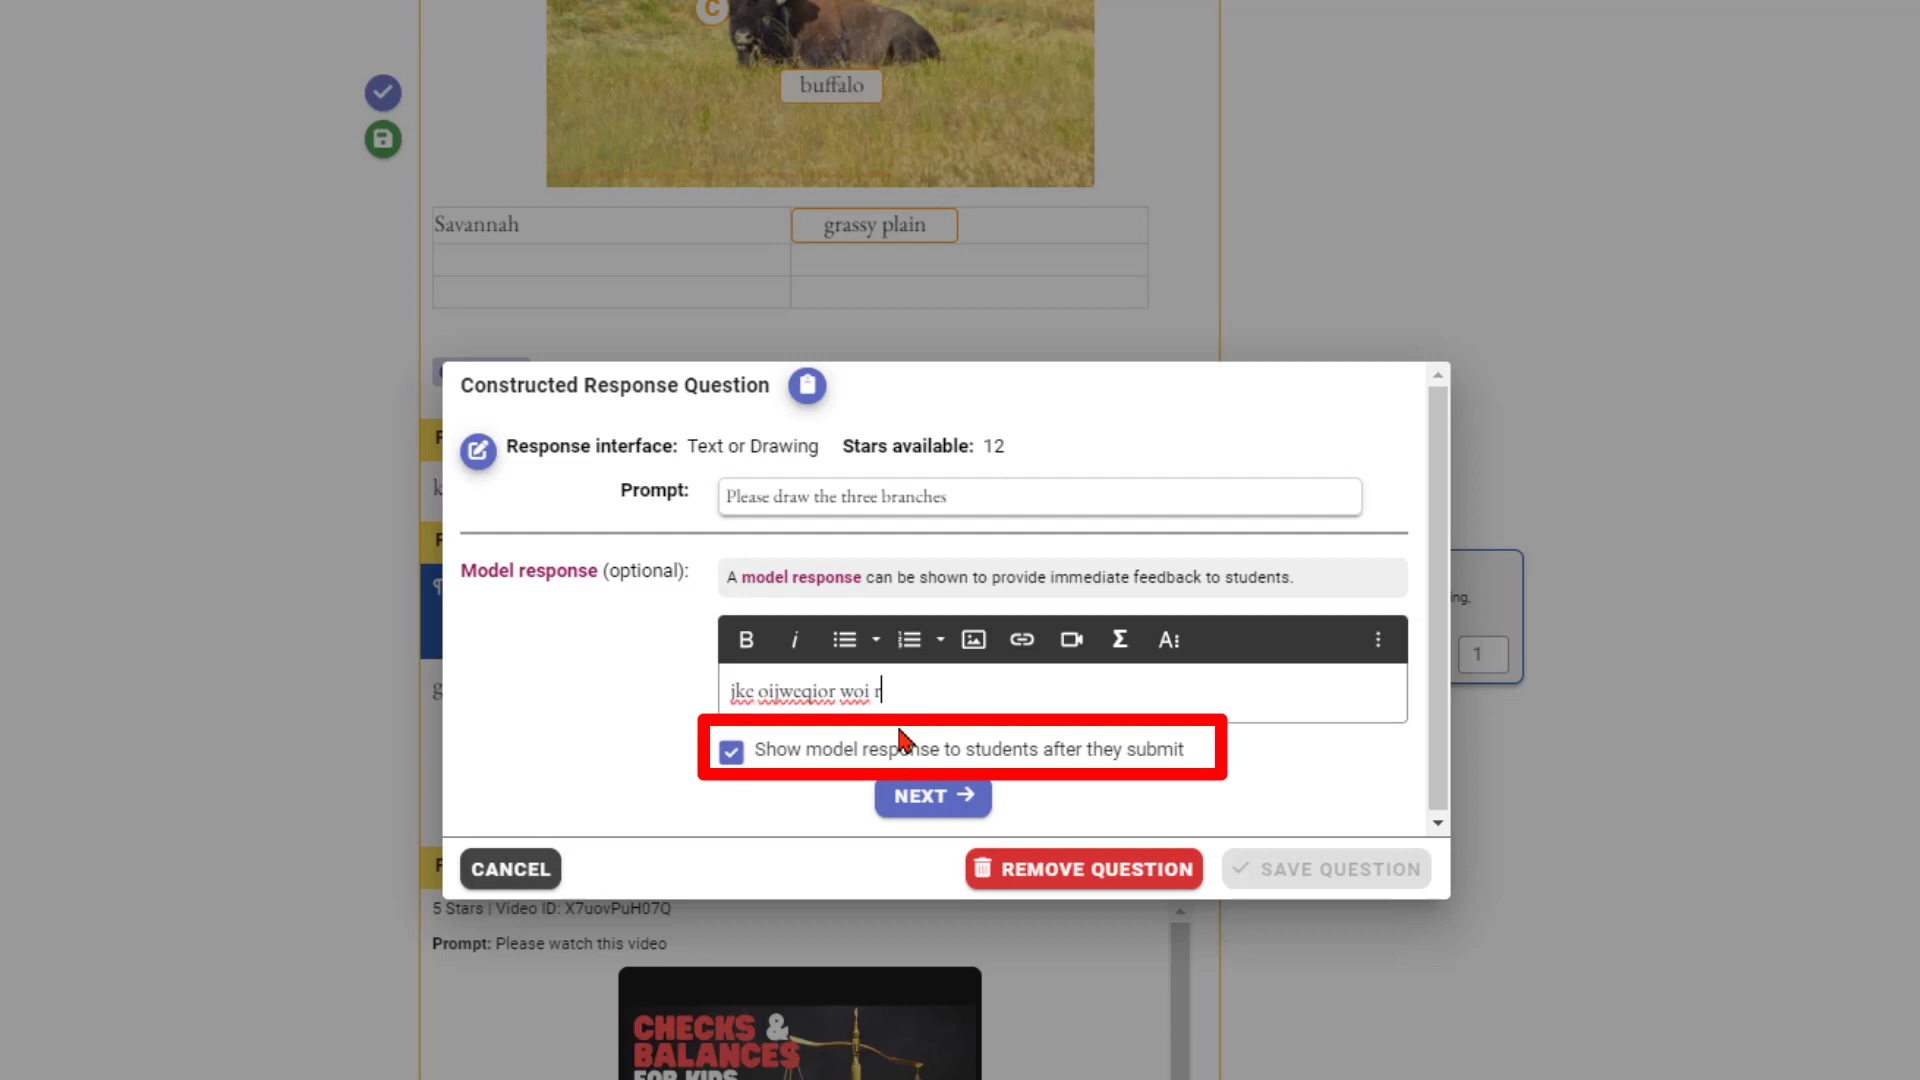 C
buffalo
Savannah
grassy plain
Constructed Response Question
Response interface: Text or Drawing Stars available: 12
Prompt: Please draw the three branches
Model response (optional): A model response can be shown to provide immediate feedback to students.
B i Σ A
jke oijweqior woi r
Show model response to students after they submit
NEXT
ing,
1
CANCEL REMOVE QUESTION SAVE QUESTION
5 Stars | Video ID: X7uovPuH07Q
Prompt: Please watch this video
CHECKS &
BALANCES
FOR KIDS